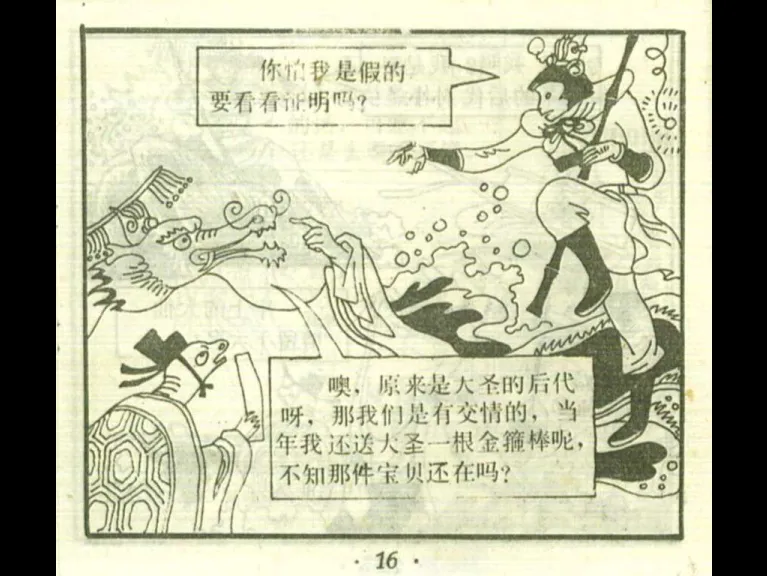 你怕我是假的
要看看证明吗?
噢，原来是大圣的后代
呀，那我们是有交情的，当
年我还送大圣一根金箍棒呢，
不知那件宝贝还在吗?
· 16 ·